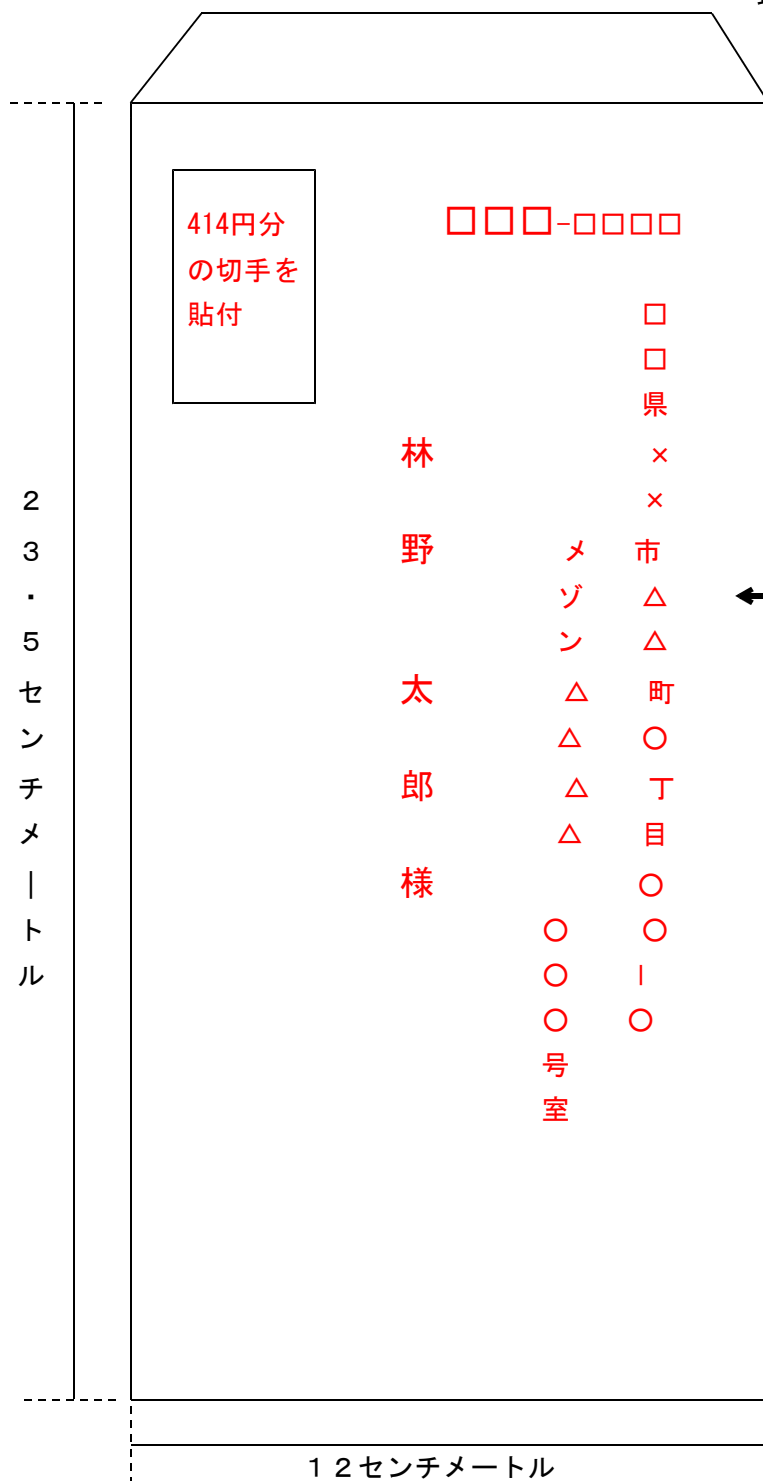 414円分
の切手を
貼付
□□□-□□□□
□□県××市△△町○丁目○○-○
メゾン△△△△ ○○○号室
林野 太郎様
23・5センチメートル
12センチメートル